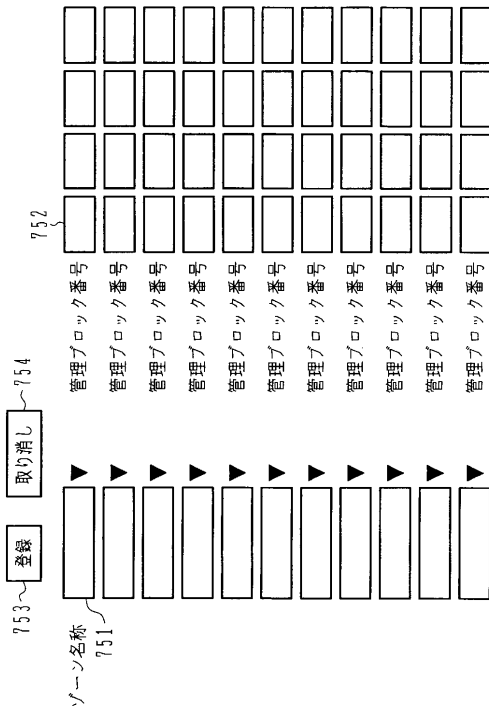 753
登録
取り消し
754
ゾーン名称
751
752
▼ 管理ブロック番号
▼ 管理ブロック番号
▼ 管理ブロック番号
▼ 管理ブロック番号
▼ 管理ブロック番号
▼ 管理ブロック番号
▼ 管理ブロック番号
▼ 管理ブロック番号
▼ 管理ブロック番号
▼ 管理ブロック番号
▼ 管理ブロック番号